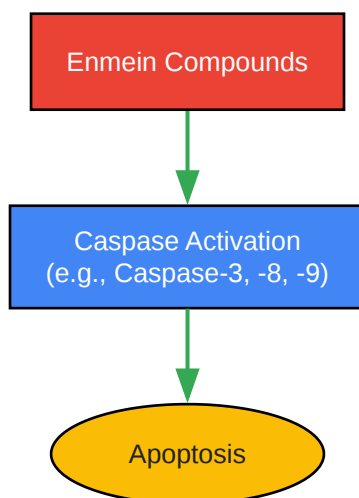 Enmein Compounds
Caspase Activation
(e.g., Caspase-3, -8, -9)
Apoptosis